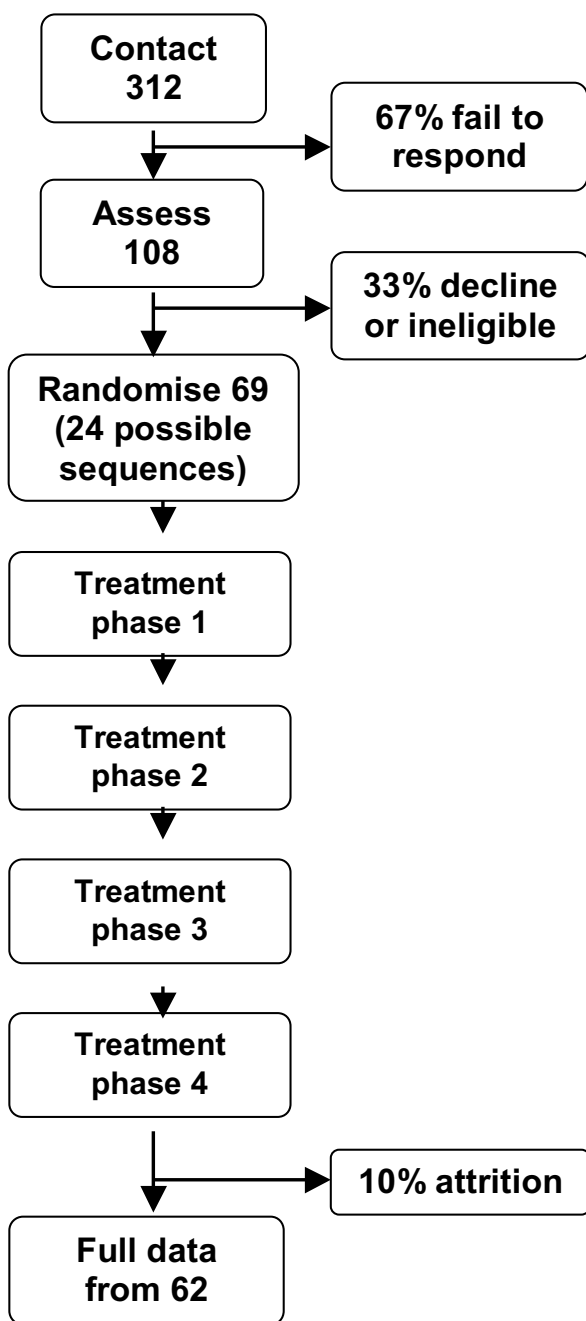 Contact
312
67% fail to
respond
Assess
108
33% decline
or ineligible
Randomise 69
(24 possible
sequences)
Treatment
phase 1
Treatment
phase 2
Treatment
phase 3
Treatment
phase 4
10% attrition
Full data
from 62